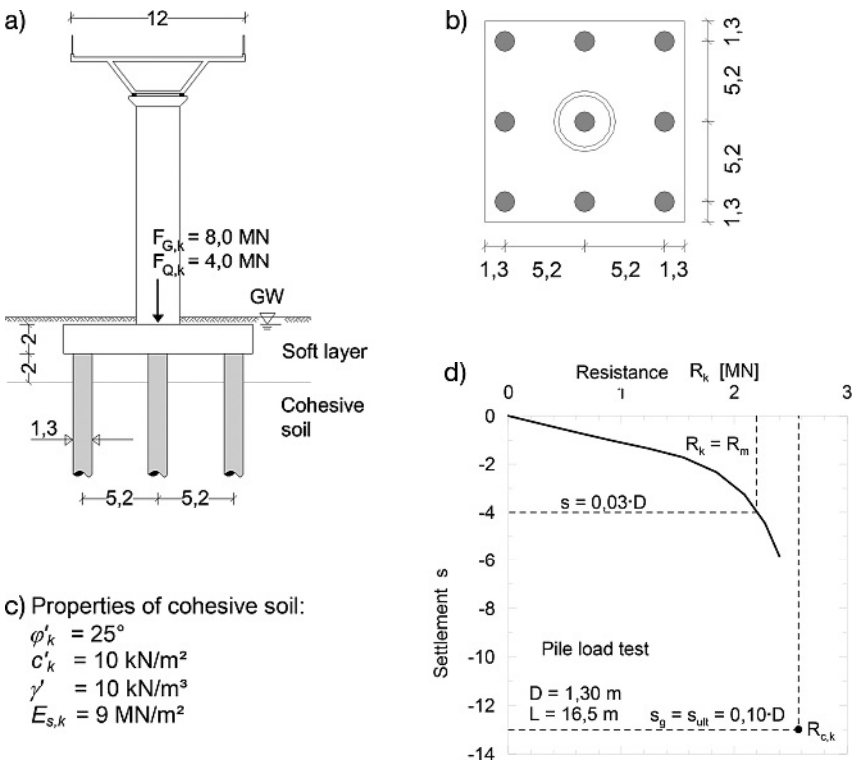 a)
12
F_G,k = 8,0 MN
F_Q,k = 4,0 MN
GW
2
2
Soft layer
Cohesive
soil
1,3
5,2
5,2
b)
1,3
5,2
5,2
1,3
1,3
5,2
5,2
1,3
c) Properties of cohesive soil:
φ'_k = 25°
c'_k = 10 kN/m²
γ' = 10 kN/m³
E_s,k = 9 MN/m²
d)
Resistance R_k [MN]
0
1
2
3
0
-2
-4
-6
-8
-10
-12
-14
Settlement s
R_k = R_m
s = 0,03·D
Pile load test
D = 1,30 m
L = 16,5 m
s_g = s_ult = 0,10·D
R_c,k